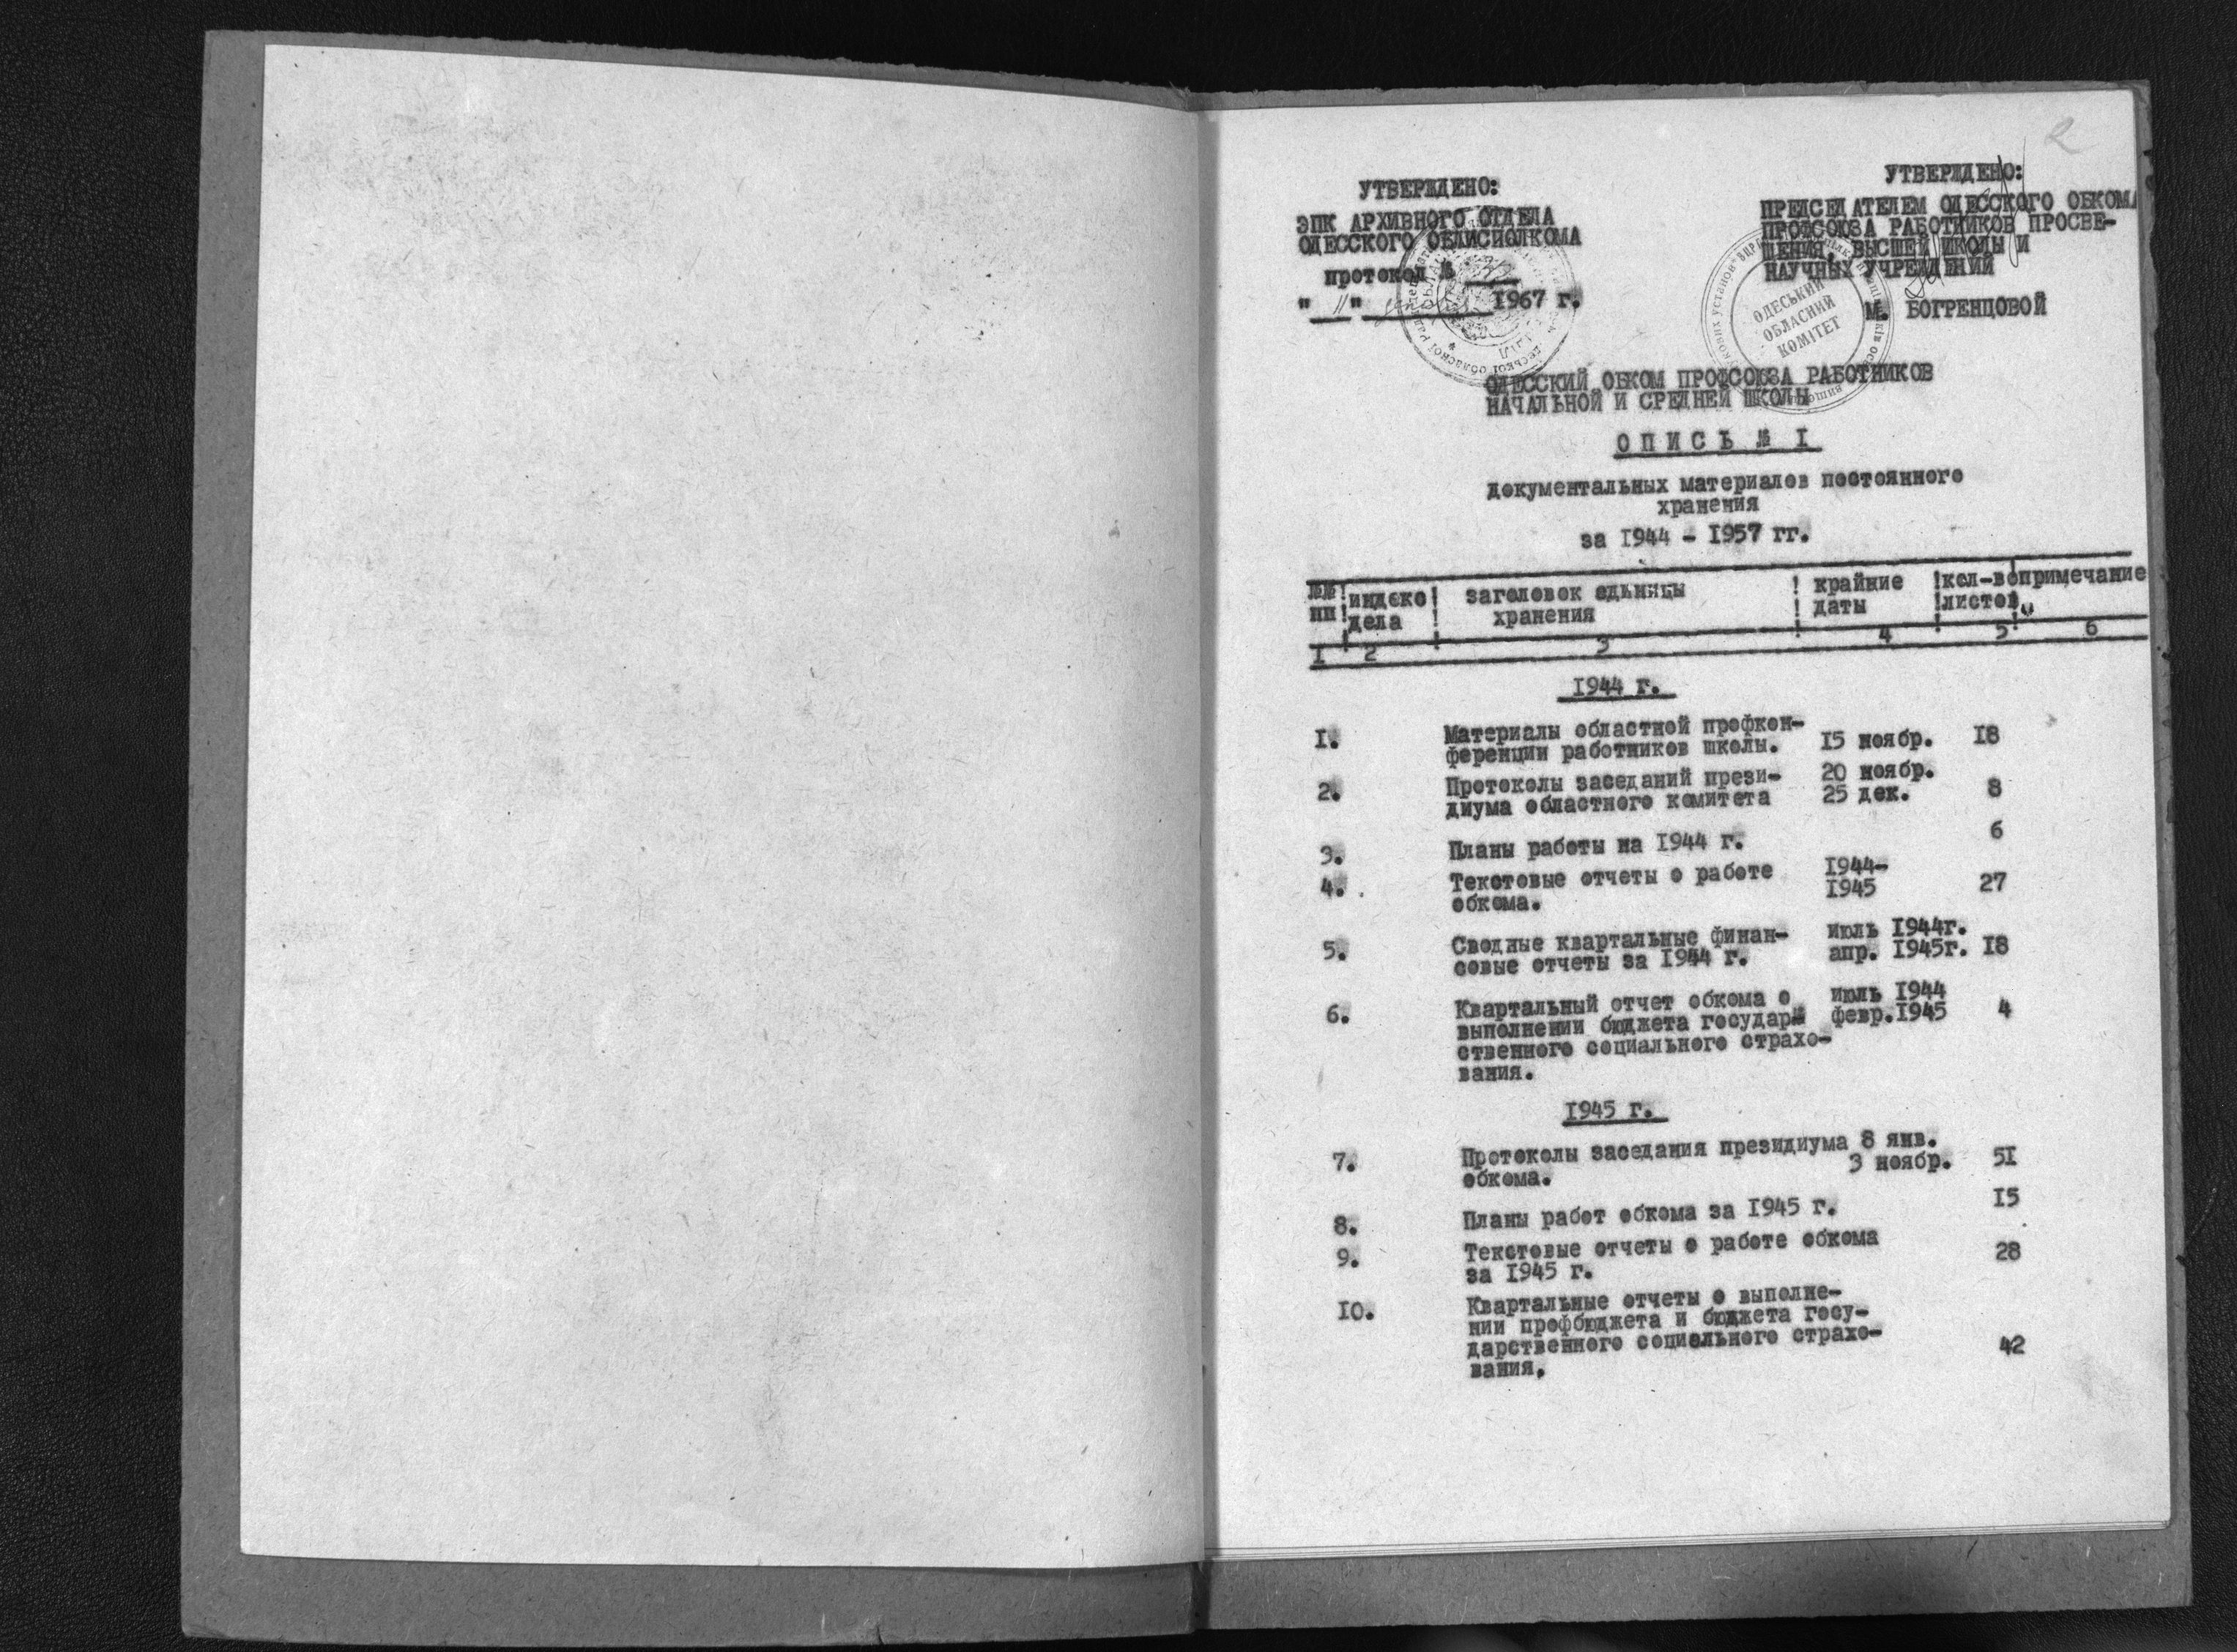 2
УТВЕРЖДЕНО:
ЭПК АРХИВНОГО ОТДЕЛА
ОДЕССКОГО ОБЛИСПОЛКОМА
протокол №
" 11 " 1967 г.
УТВЕРЖДЕНО:
ПРЕДСЕДАТЕЛЕМ ОДЕССКОГО ОБКОМА
ПРОФСОЮЗА РАБОТНИКОВ ПРОСВЕ-
ЩЕНИЯ, ВЫСШЕЙ ШКОЛЫ И
НАУЧНЫХ УЧРЕЖДЕНИЙ
М. БОГРЕНЦОВОЙ
ОДЕСЬКИЙ
ОБЛАСНИЙ
КОМІТЕТ
ОДЕССКИЙ ОБКОМ ПРОФСОЮЗА РАБОТНИКОВ
НАЧАЛЬНОЙ И СРЕДНЕЙ ШКОЛЫ
О П И С Ь № I
документальных материалов постоянного
хранения
за 1944 - 1957 гг.
№№ ! индекс ! заголовок единицы ! крайние ! кол-во ! примечание
пп ! дела ! хранения ! даты ! листов !
I ! 2 ! 3 ! 4 ! 5 ! 6
1944 г.
I. Материалы областной профкон-
ференции работников школы. 15 ноябр. 18
2. Протоколы заседаний прези- 20 ноябр.
диума областного комитета 25 дек. 8
3. Планы работы на 1944 г. 6
4. Текстовые отчеты о работе 1944-
обкома. 1945 27
5. Сводные квартальные финан- июль 1944г.
совые отчеты за 1944 г. апр. 1945г. 18
6. Квартальный отчет обкома о июль 1944
выполнении бюджета государ- февр.1945 4
ственного социального страхо-
вания.
1945 г.
7. Протоколы заседания президиума 8 янв.
обкома. 3 ноябр. 51
8. Планы работ обкома за 1945 г. 15
9. Текстовые отчеты о работе обкома
за 1945 г. 28
10. Квартальные отчеты о выполне-
нии профбюджета и бюджета госу-
дарственного социального страхо- 42
вания.